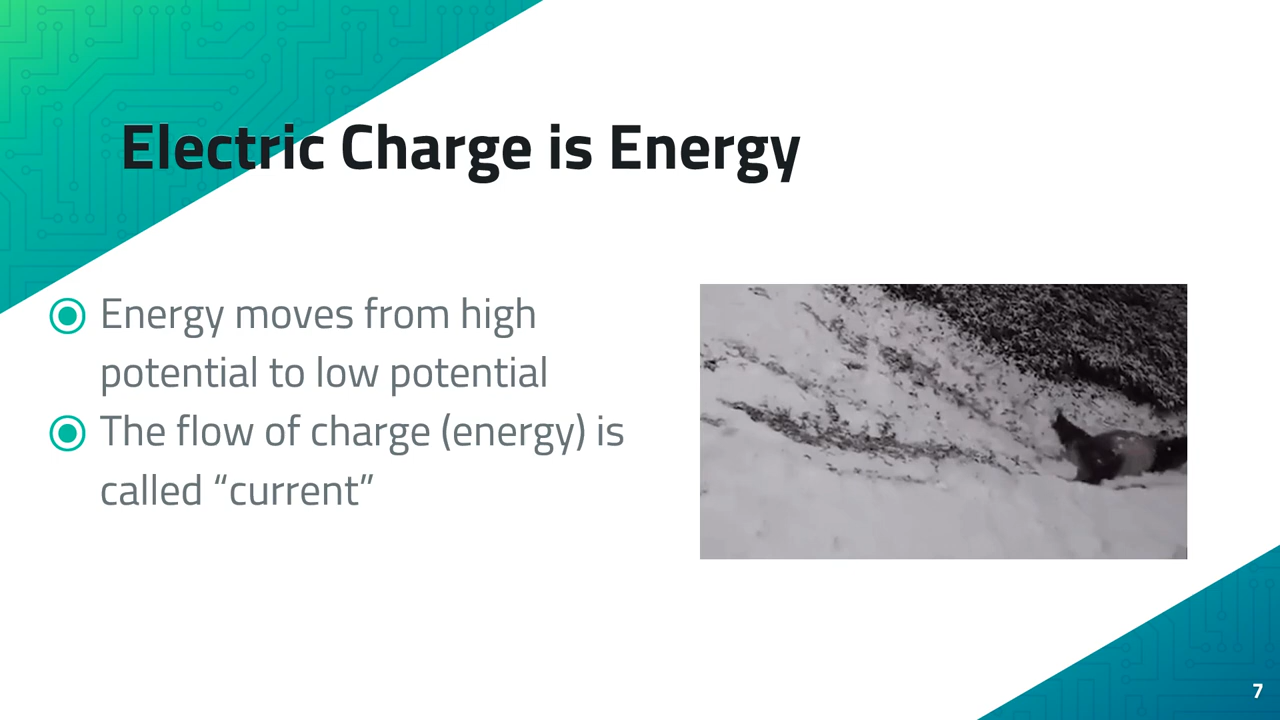 Electric Charge is Energy
Energy moves from high
potential to low potential
The flow of charge (energy) is
called “current”
7